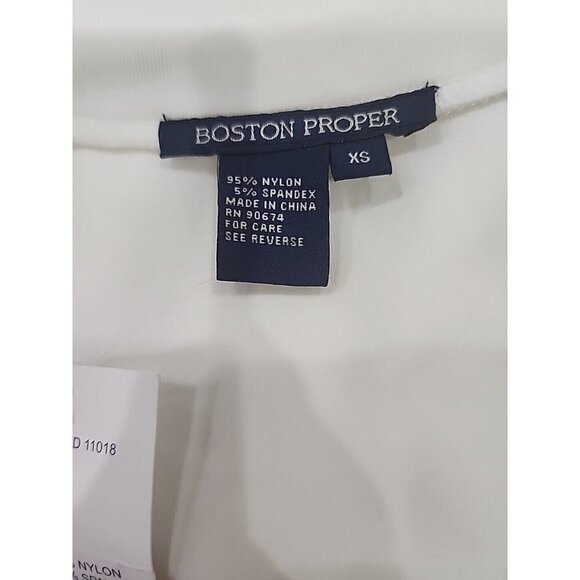 BOSTON PROPER
XS
95% NYLON
5% SPANDEX
MADE IN CHINA
RN 90674
FOR CARE
SEE REVERSE
D 11018
% NYLON